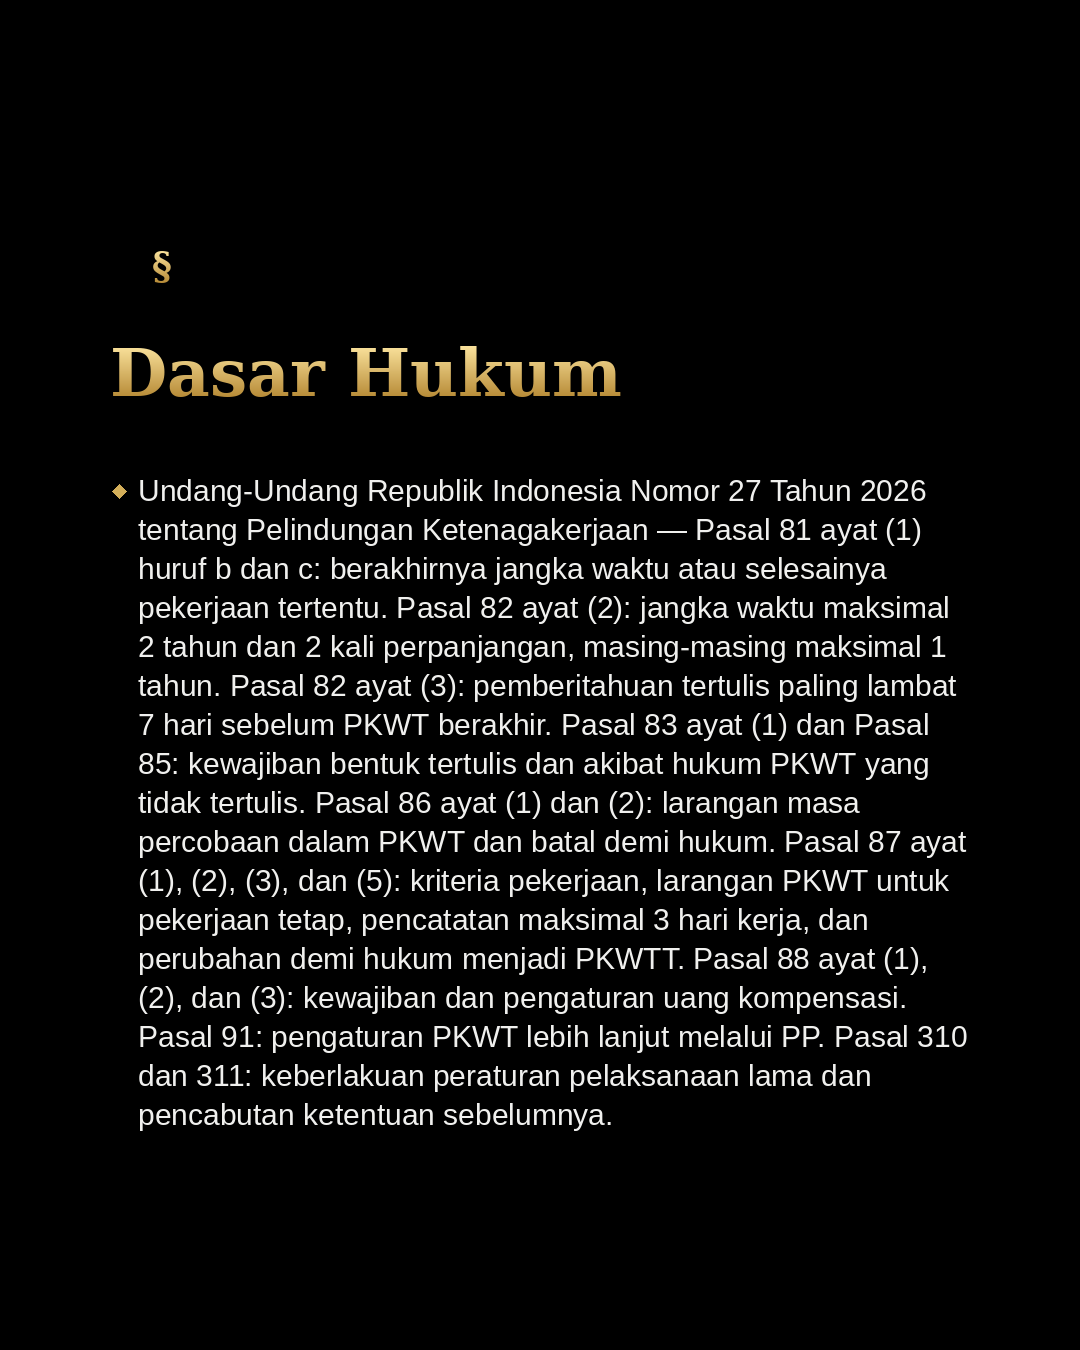 §
Dasar Hukum
◆ Undang-Undang Republik Indonesia Nomor 27 Tahun 2026
tentang Pelindungan Ketenagakerjaan — Pasal 81 ayat (1)
huruf b dan c: berakhirnya jangka waktu atau selesainya
pekerjaan tertentu. Pasal 82 ayat (2): jangka waktu maksimal
2 tahun dan 2 kali perpanjangan, masing-masing maksimal 1
tahun. Pasal 82 ayat (3): pemberitahuan tertulis paling lambat
7 hari sebelum PKWT berakhir. Pasal 83 ayat (1) dan Pasal
85: kewajiban bentuk tertulis dan akibat hukum PKWT yang
tidak tertulis. Pasal 86 ayat (1) dan (2): larangan masa
percobaan dalam PKWT dan batal demi hukum. Pasal 87 ayat
(1), (2), (3), dan (5): kriteria pekerjaan, larangan PKWT untuk
pekerjaan tetap, pencatatan maksimal 3 hari kerja, dan
perubahan demi hukum menjadi PKWTT. Pasal 88 ayat (1),
(2), dan (3): kewajiban dan pengaturan uang kompensasi.
Pasal 91: pengaturan PKWT lebih lanjut melalui PP. Pasal 310
dan 311: keberlakuan peraturan pelaksanaan lama dan
pencabutan ketentuan sebelumnya.